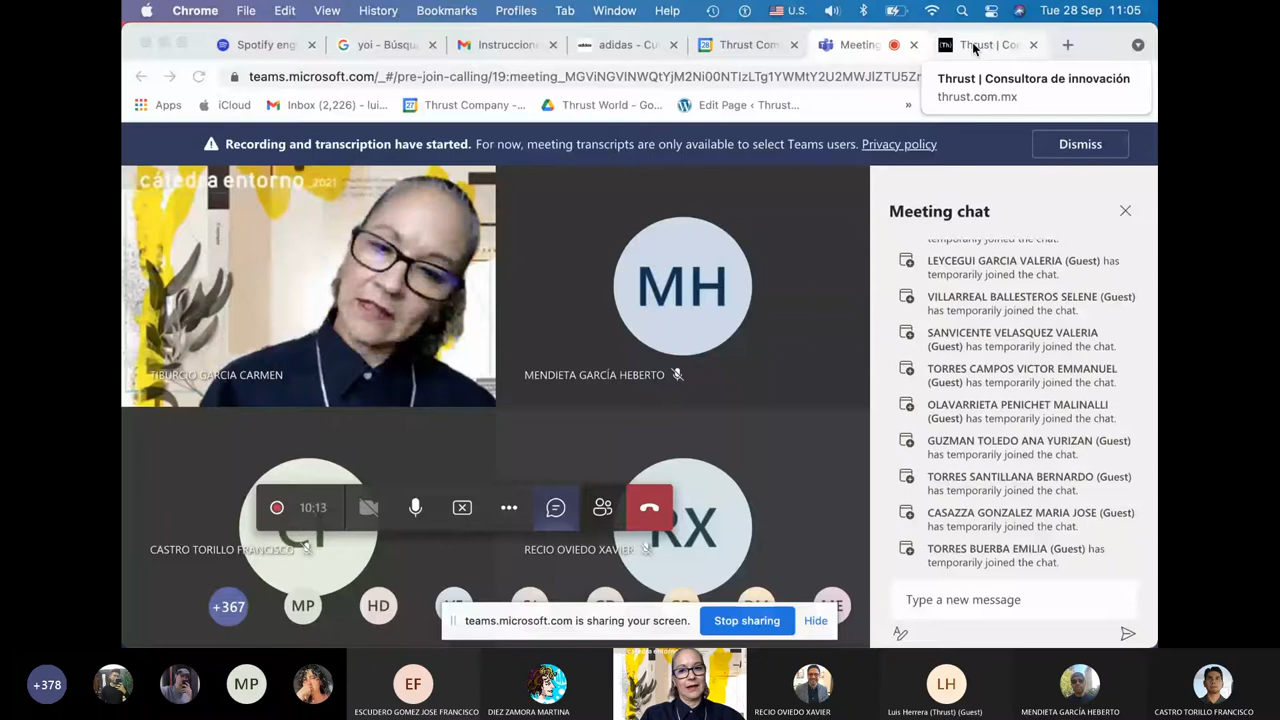 Chrome File Edit View History Bookmarks Profiles Tab Window Help U.S. Tue 28 Sep 11:05
Spotify eng yoi - Búsqu Instruccione adidas - Cu Thrust Com Meeting Thrust | Co
teams.microsoft.com/_#/pre-join-calling/19:meeting_
Thrust | Consultora de innovación
thrust.com.mx
Apps iCloud Inbox (2,226) - lui... Thrust Company -... Thrust World - Go... Edit Page ‹ Thrust... »
Recording and transcription have started. For now, meeting transcripts are only available to select Teams users. Privacy policy Dismiss
cátedra entorno _2021
MH
TIBURCIO GARCIA CARMEN
MENDIETA GARCÍA HEBERTO
10:13
RX
CASTRO TORILLO FRANCISCO
RECIO OVIEDO XAVIER
+367 MP HD
teams.microsoft.com is sharing your screen. Stop sharing Hide
Meeting chat
temporarily joined the chat.
LEYCEGUI GARCIA VALERIA (Guest) has
temporarily joined the chat.
VILLARREAL BALLESTEROS SELENE (Guest)
has temporarily joined the chat.
SANVICENTE VELASQUEZ VALERIA
(Guest) has temporarily joined the chat.
TORRES CAMPOS VICTOR EMMANUEL
(Guest) has temporarily joined the chat.
OLAVARRIETA PENICHET MALINALLI
(Guest) has temporarily joined the chat.
GUZMAN TOLEDO ANA YURIZAN (Guest)
has temporarily joined the chat.
TORRES SANTILLANA BERNARDO (Guest)
has temporarily joined the chat.
CASAZZA GONZALEZ MARIA JOSE (Guest)
has temporarily joined the chat.
TORRES BUERBA EMILIA (Guest) has
temporarily joined the chat.
Type a new message
+378 MP EF LH
ESCUDERO GOMEZ JOSE FRANCISCO DIEZ ZAMORA MARTINA RECIO OVIEDO XAVIER Luis Herrera (Thrust) (Guest) MENDIETA GARCÍA HEBERTO CASTRO TORILLO FRANCISCO